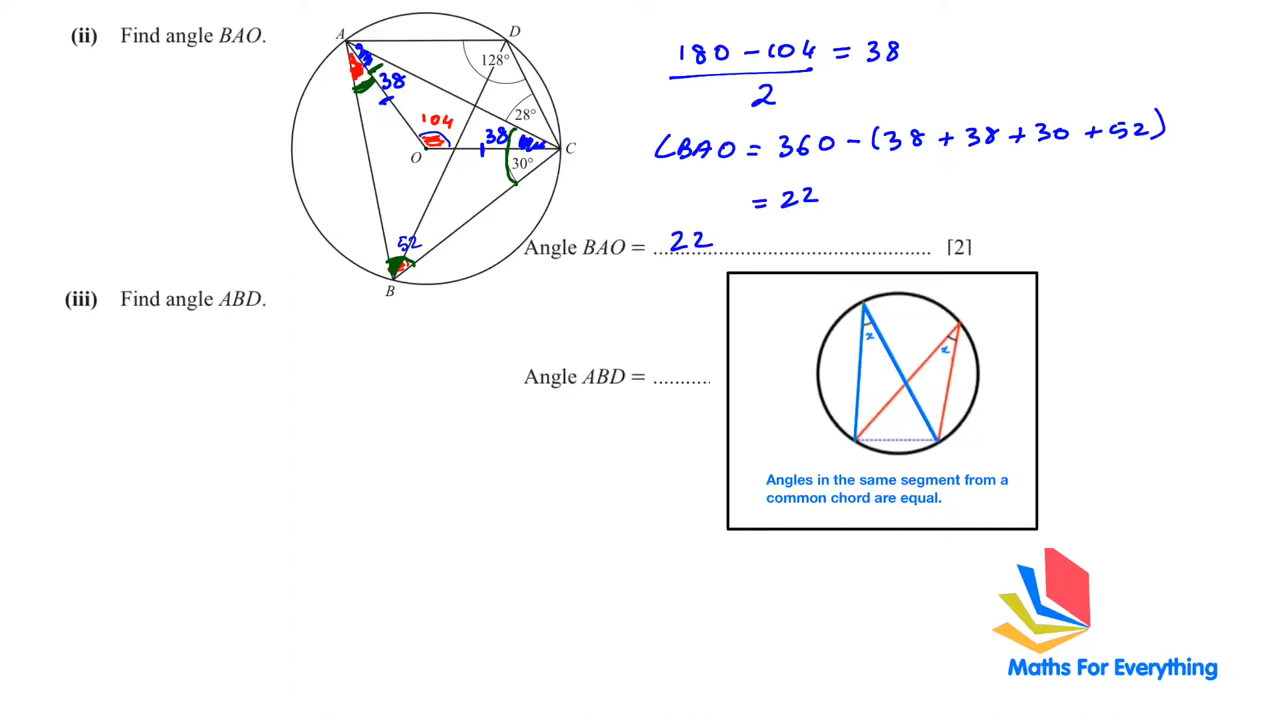 (ii) Find angle BAO.
A
D
128°
38
28°
104
38
C
O
30°
52
B
180 - 104 = 38
2
∠BAO = 360 - (38 + 38 + 30 + 52)
= 22
Angle BAO = 22 [2]
(iii) Find angle ABD.
Angle ABD = ...........
x
x
Angles in the same segment from a
common chord are equal.
Maths For Everything